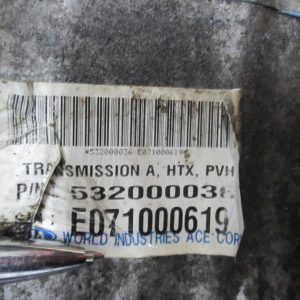 *532000036 E071000619*
TRANSMISSION A, HTX, PVH
P/N 532000036
E071000619
WORLD INDUSTRIES ACE CORP